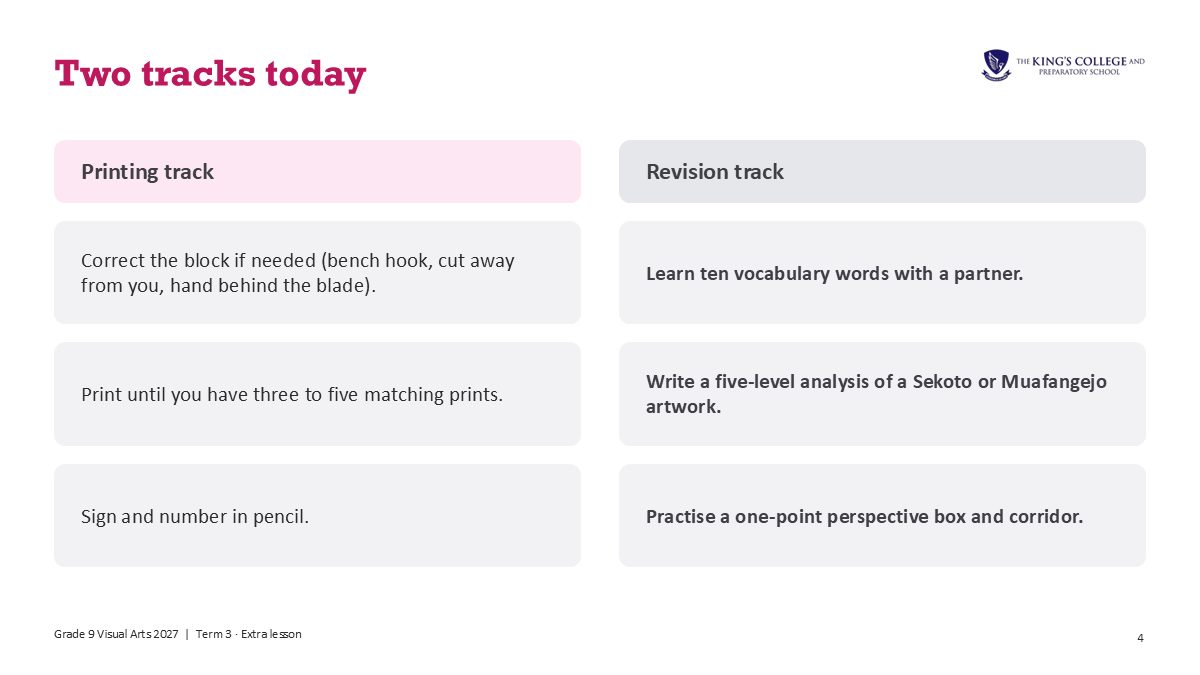 Two tracks today
THE KING'S COLLEGE AND
PREPARATORY SCHOOL
Printing track
Correct the block if needed (bench hook, cut away
from you, hand behind the blade).
Print until you have three to five matching prints.
Sign and number in pencil.
Revision track
Learn ten vocabulary words with a partner.
Write a five-level analysis of a Sekoto or Muafangejo
artwork.
Practise a one-point perspective box and corridor.
Grade 9 Visual Arts 2027 | Term 3 · Extra lesson
4